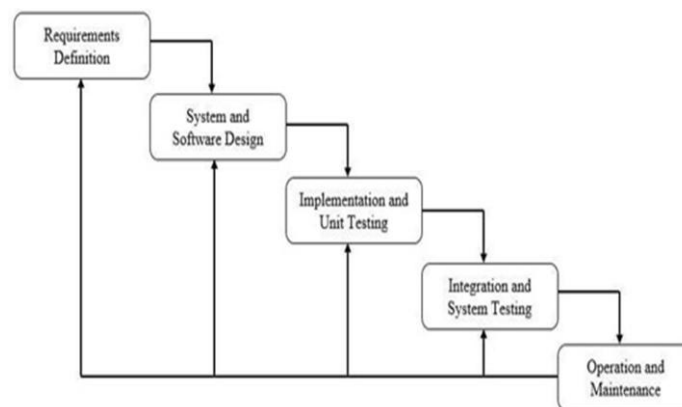 Requirements
Definition
System and
Software Design
Implementation and
Unit Testing
Integration and
System Testing
Operation and
Maintenance